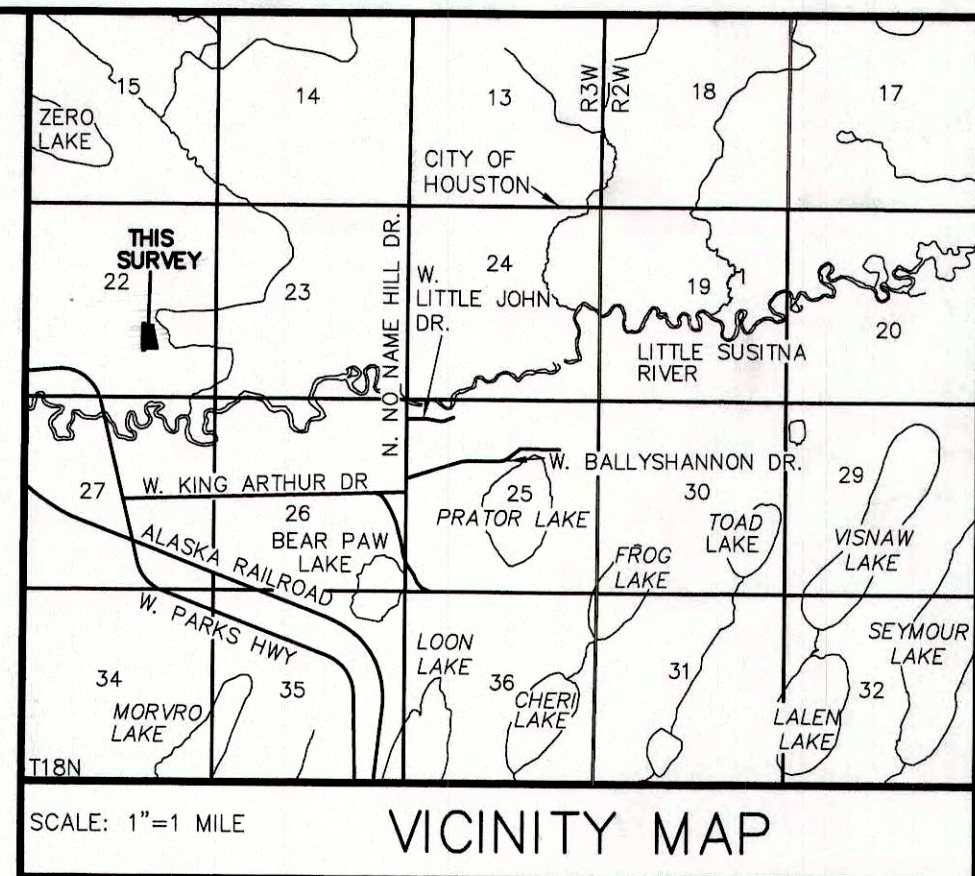 15
14
13
R3W
R2W
18
17
ZERO
LAKE
CITY OF
HOUSTON
THIS
SURVEY
22
23
N. NO NAME HILL DR.
24
W.
LITTLE JOHN
DR.
19
20
LITTLE SUSITNA
RIVER
27
W. KING ARTHUR DR
26
BEAR PAW
LAKE
ALASKA RAILROAD
W. PARKS HWY
W. BALLYSHANNON DR.
25
PRATOR LAKE
30
29
TOAD
LAKE
VISNAW
LAKE
FROG
LAKE
34
MORVRO
LAKE
35
LOON
LAKE
36
CHERI
LAKE
31
SEYMOUR
LAKE
32
LALEN
LAKE
T18N
SCALE: 1"=1 MILE
VICINITY MAP